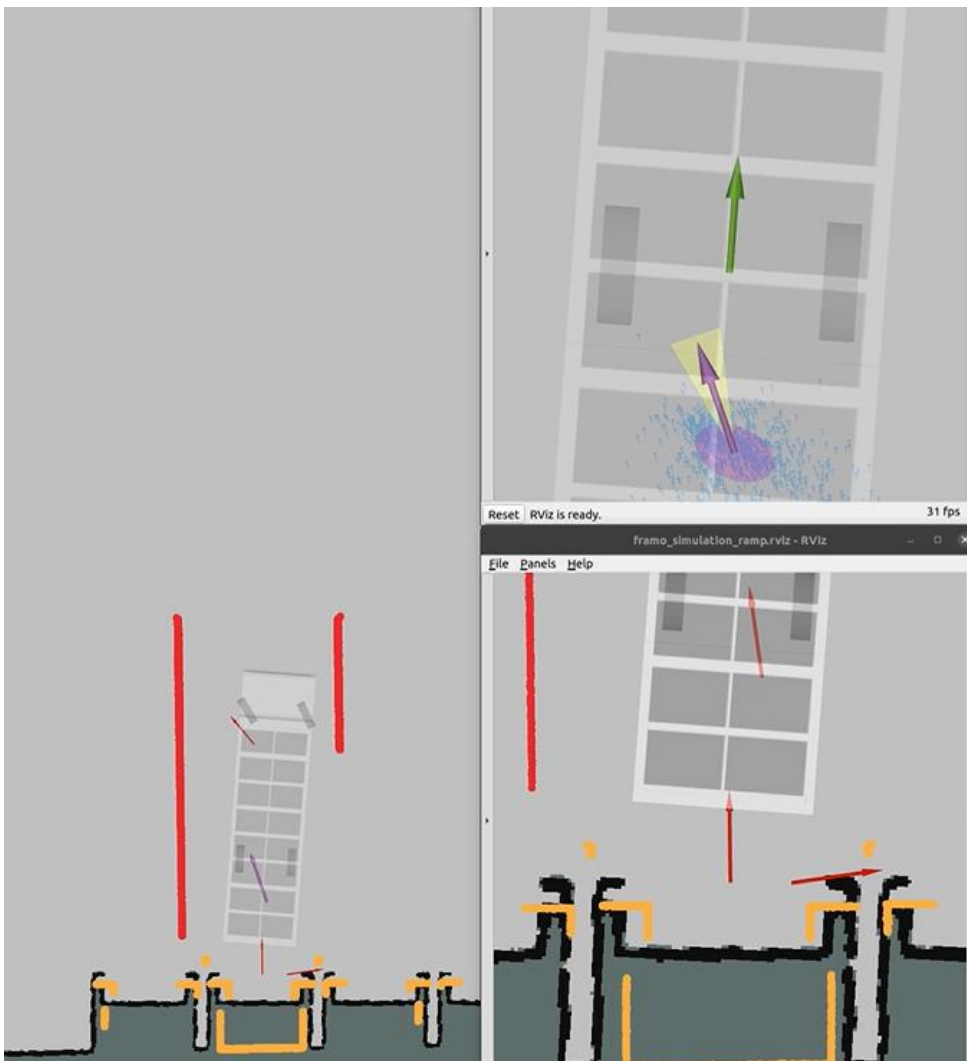 Reset RViz is ready. 31 fps
framo_simulation_ramp.rviz - RViz
File Panels Help